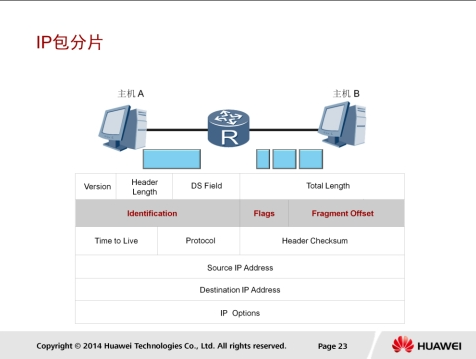 IP包分片
主机 A
主机 B
R
Version
Header
Length
DS Field
Total Length
Identification
Flags
Fragment Offset
Time to Live
Protocol
Header Checksum
Source IP Address
Destination IP Address
IP Options
Copyright © 2014 Huawei Technologies Co., Ltd. All rights reserved.
Page 23
HUAWEI